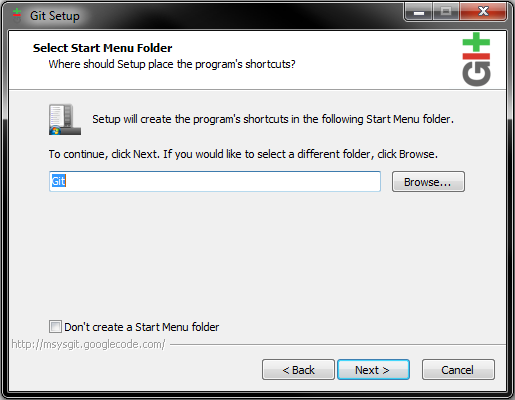 Git Setup
Select Start Menu Folder
Where should Setup place the program's shortcuts?
Git
Setup will create the program's shortcuts in the following Start Menu folder.
To continue, click Next. If you would like to select a different folder, click Browse.
Git
Browse...
Don't create a Start Menu folder
http://msysgit.googlecode.com/
< Back
Next >
Cancel